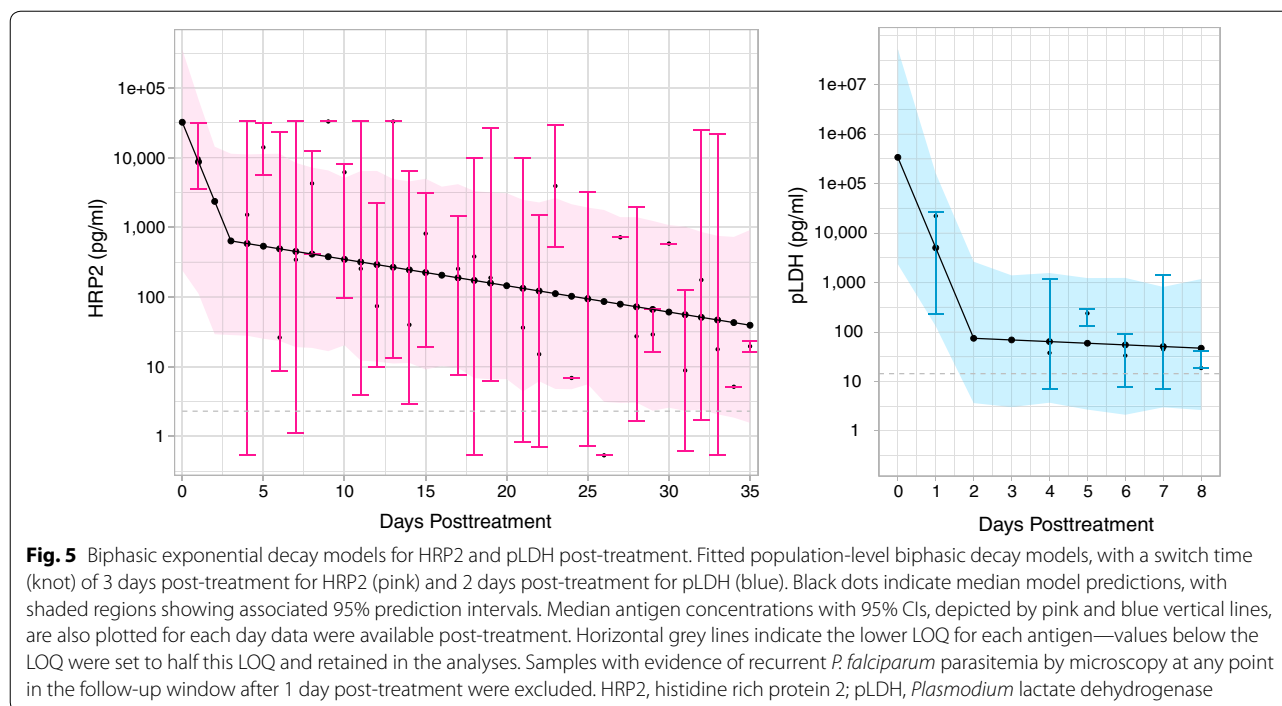 1e+05
10,000
1,000
100
10
1
HRP2 (pg/ml)
0 5 10 15 20 25 30 35
Days Posttreatment
1e+07
1e+06
1e+05
10,000
1,000
100
10
1
pLDH (pg/ml)
0 1 2 3 4 5 6 7 8
Days Posttreatment
Fig. 5 Biphasic exponential decay models for HRP2 and pLDH post-treatment. Fitted population-level biphasic decay models, with a switch time
(knot) of 3 days post-treatment for HRP2 (pink) and 2 days post-treatment for pLDH (blue). Black dots indicate median model predictions, with
shaded regions showing associated 95% prediction intervals. Median antigen concentrations with 95% CIs, depicted by pink and blue vertical lines,
are also plotted for each day data were available post-treatment. Horizontal grey lines indicate the lower LOQ for each antigen—values below the
LOQ were set to half this LOQ and retained in the analyses. Samples with evidence of recurrent P. falciparum parasitemia by microscopy at any point
in the follow-up window after 1 day post-treatment were excluded. HRP2, histidine rich protein 2; pLDH, Plasmodium lactate dehydrogenase